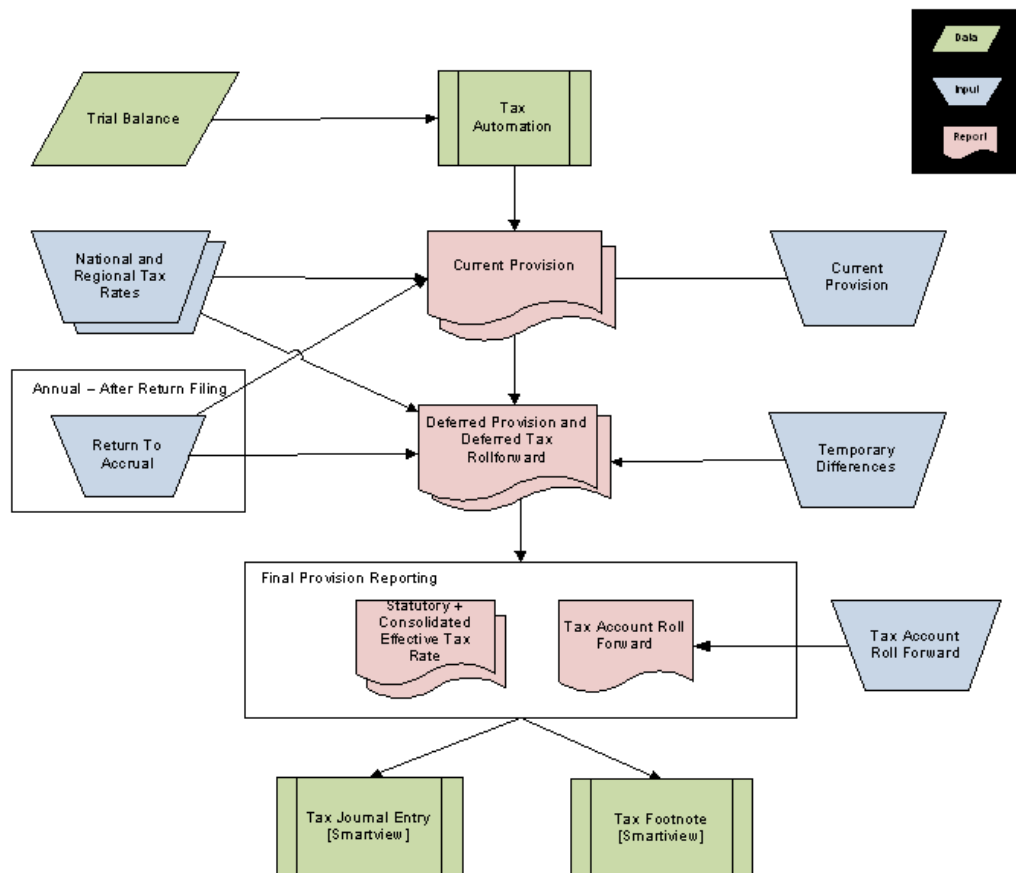 Data
Trial Balance
Tax
Automation
Input
Report
National and
Regional Tax
Rates
Current Provision
Current
Provision
Annual – After Return Filing
Return To
Accrual
Deferred Provision and
Deferred Tax
Rollforward
Temporary
Differences
Final Provision Reporting
Statutory +
Consolidated
Effective Tax
Rate
Tax Account Roll
Forward
Tax Account
Roll Forward
Tax Journal Entry
[Smartview]
Tax Footnote
[Smartiview]